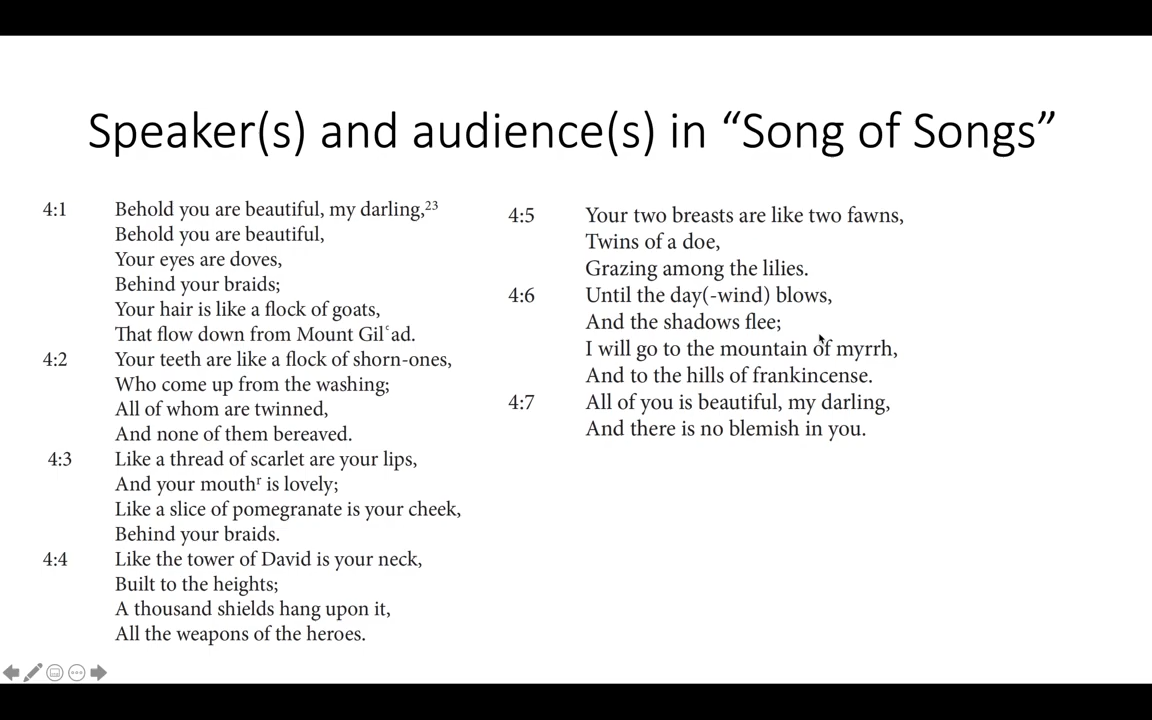 Speaker(s) and audience(s) in “Song of Songs”
4:1 Behold you are beautiful, my darling,²³
Behold you are beautiful,
Your eyes are doves,
Behind your braids;
Your hair is like a flock of goats,
That flow down from Mount Gilʿad.
4:2 Your teeth are like a flock of shorn-ones,
Who come up from the washing;
All of whom are twinned,
And none of them bereaved.
4:3 Like a thread of scarlet are your lips,
And your mouthʳ is lovely;
Like a slice of pomegranate is your cheek,
Behind your braids.
4:4 Like the tower of David is your neck,
Built to the heights;
A thousand shields hang upon it,
All the weapons of the heroes.
4:5 Your two breasts are like two fawns,
Twins of a doe,
Grazing among the lilies.
4:6 Until the day(-wind) blows,
And the shadows flee;
I will go to the mountain of myrrh,
And to the hills of frankincense.
4:7 All of you is beautiful, my darling,
And there is no blemish in you.